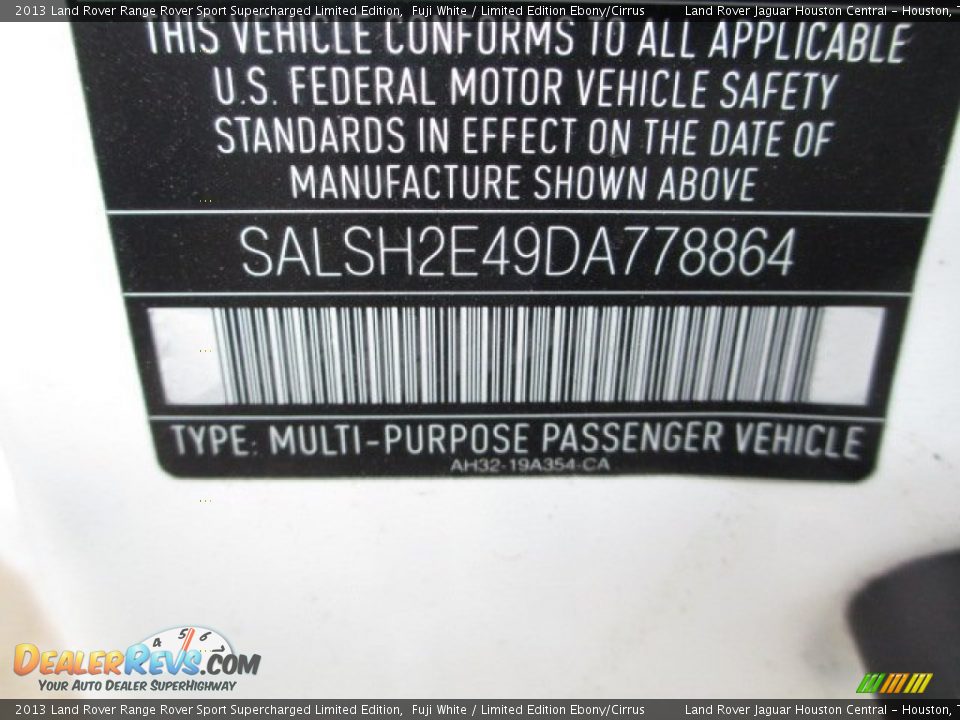 2013 Land Rover Range Rover Sport Supercharged Limited Edition, Fuji White / Limited Edition Ebony/Cirrus Land Rover Jaguar Houston Central - Houston,
THIS VEHICLE CONFORMS TO ALL APPLICABLE
U.S. FEDERAL MOTOR VEHICLE SAFETY
STANDARDS IN EFFECT ON THE DATE OF
MANUFACTURE SHOWN ABOVE
SALSH2E49DA778864
TYPE: MULTI-PURPOSE PASSENGER VEHICLE
AH32-19A354-CA
4 5 6
DEALERREVS.COM
YOUR AUTO DEALER SUPERHIGHWAY
2013 Land Rover Range Rover Sport Supercharged Limited Edition, Fuji White / Limited Edition Ebony/Cirrus Land Rover Jaguar Houston Central - Houston,